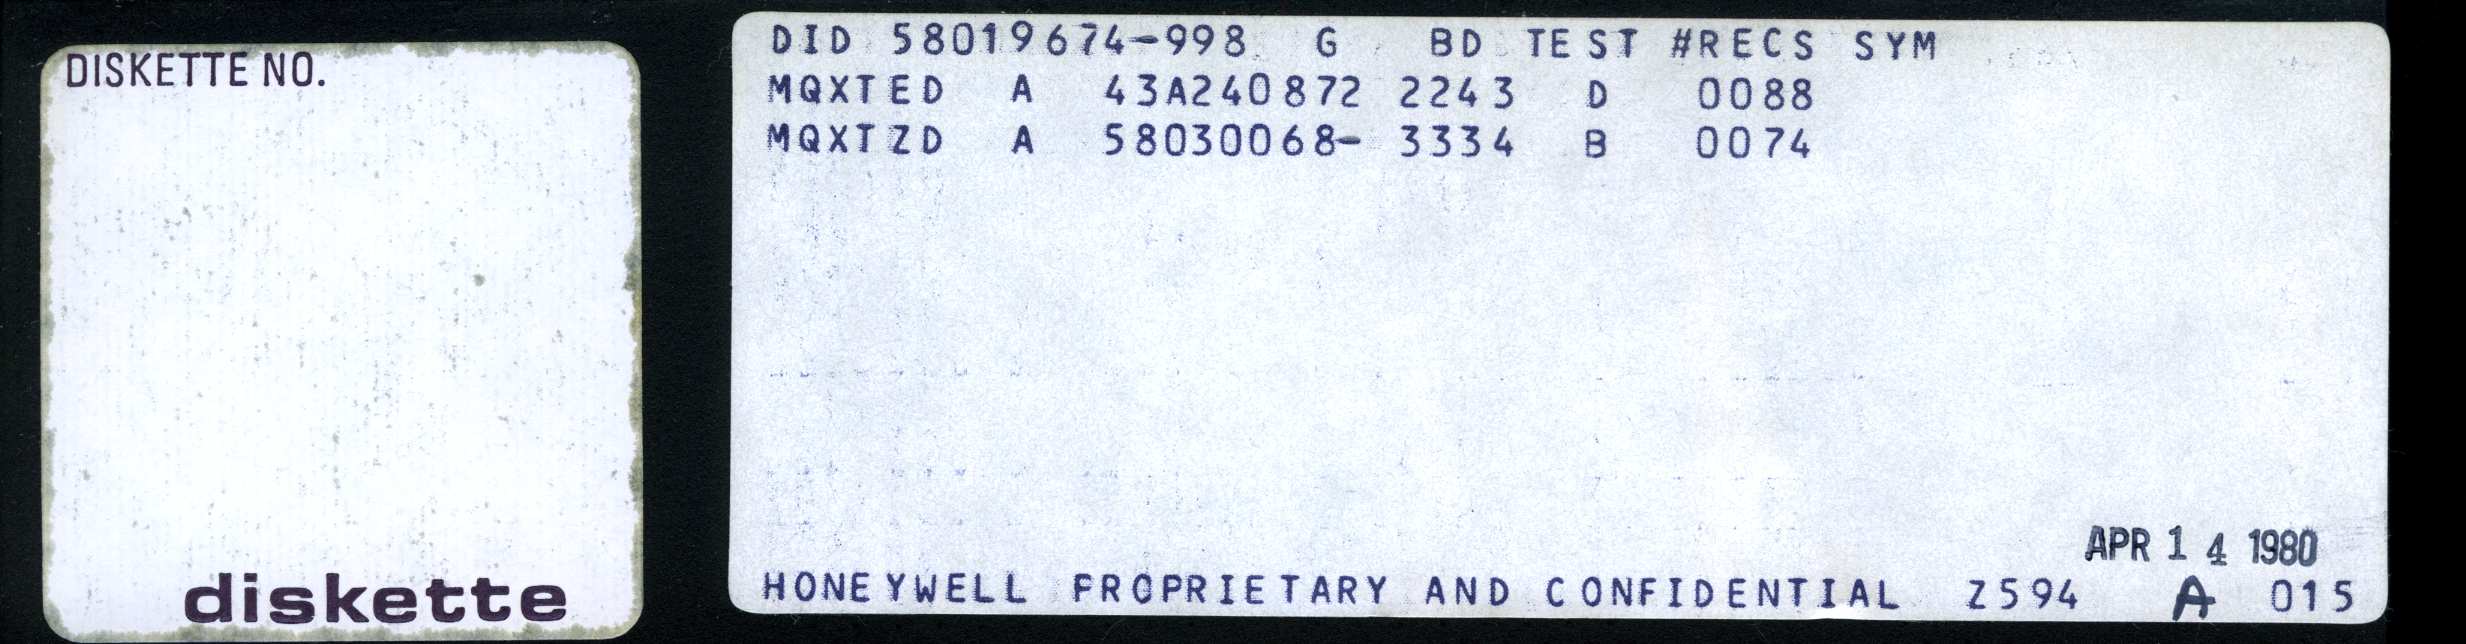 DISKETTE NO.
diskette
DID 58019674-998 G BD TEST #RECS SYM
MQXTED A 43A240872 2243 D 0088
MQXTZD A 58030068- 3334 B 0074
APR 14 1980
HONEYWELL PROPRIETARY AND CONFIDENTIAL Z594 A 015